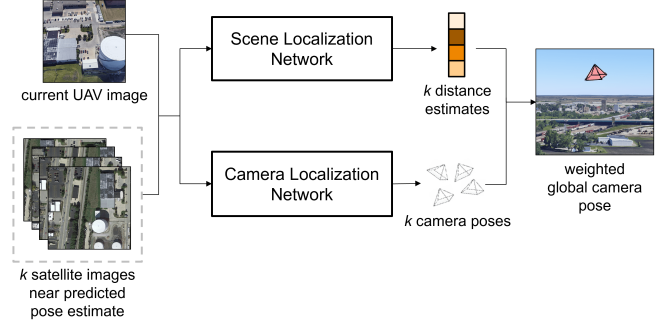 current UAV image
k satellite images
near predicted
pose estimate
Scene Localization
Network
Camera Localization
Network
k distance
estimates
k camera poses
weighted
global camera
pose